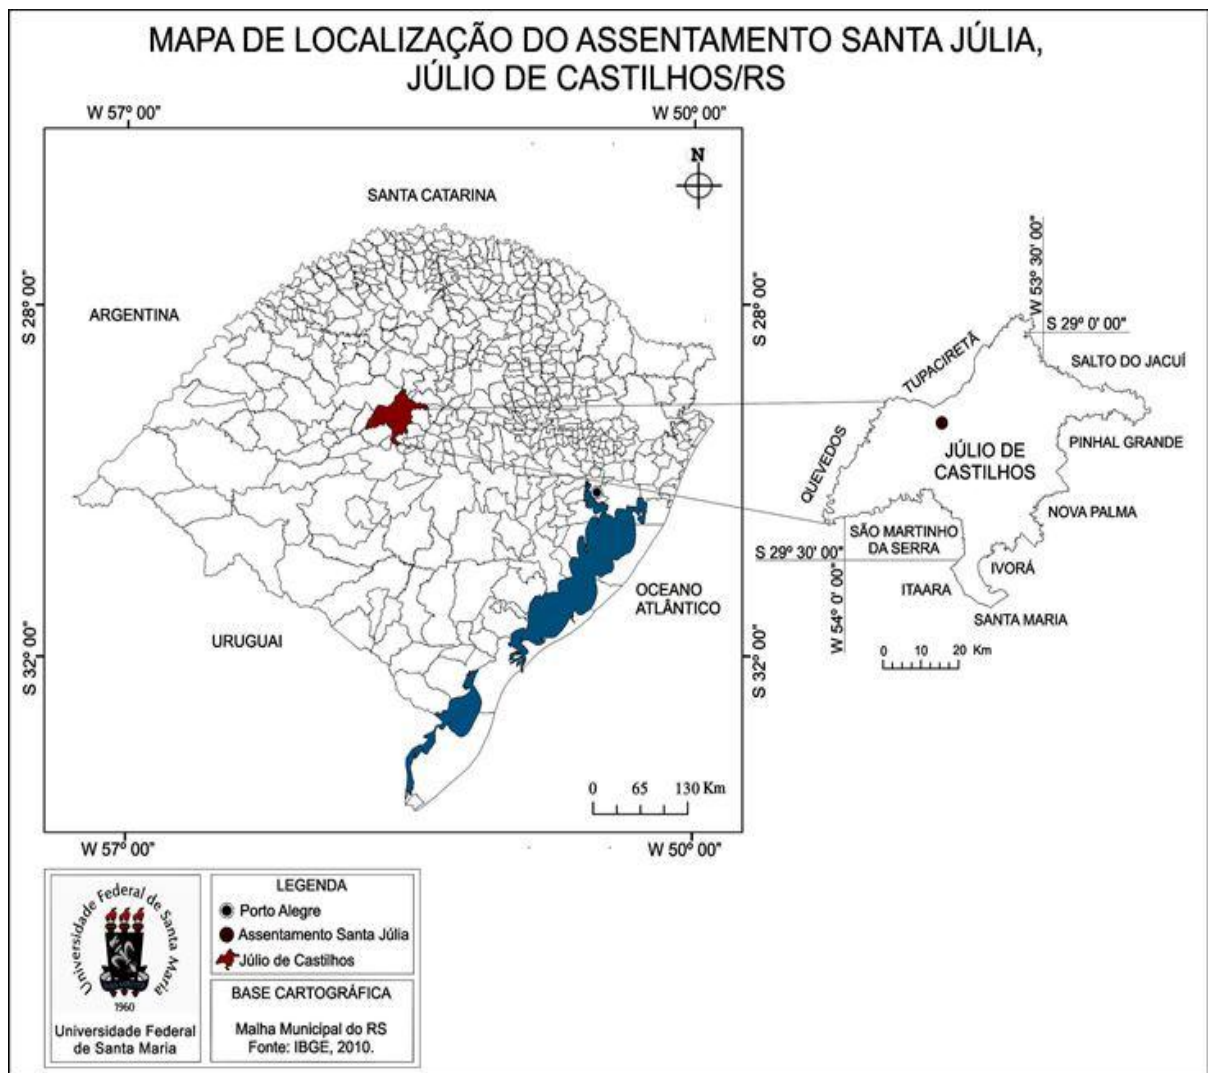 MAPA DE LOCALIZAÇÃO DO ASSENTAMENTO SANTA JÚLIA,
JÚLIO DE CASTILHOS/RS
W 57º 00"
W 50º 00"
N
SANTA CATARINA
S 28º 00"
S 28º 00"
ARGENTINA
W 53º 30' 00"
S 29º 0' 00"
TUPACIRETÃ
SALTO DO JACUÍ
QUEVEDOS
JÚLIO DE
CASTILHOS
PINHAL GRANDE
NOVA PALMA
SÃO MARTINHO
DA SERRA
S 29º 30' 00"
IVORÁ
ITAARA
SANTA MARIA
W 54º 0' 00"
0 10 20 Km
OCEANO
ATLÂNTICO
URUGUAI
S 32º 00"
S 32º 00"
0 65 130 Km
W 57º 00"
W 50º 00"
Universidade Federal de Santa Maria
1960
Universidade Federal
de Santa Maria
LEGENDA
Porto Alegre
Assentamento Santa Júlia
Júlio de Castilhos
BASE CARTOGRÁFICA
Malha Municipal do RS
Fonte: IBGE, 2010.